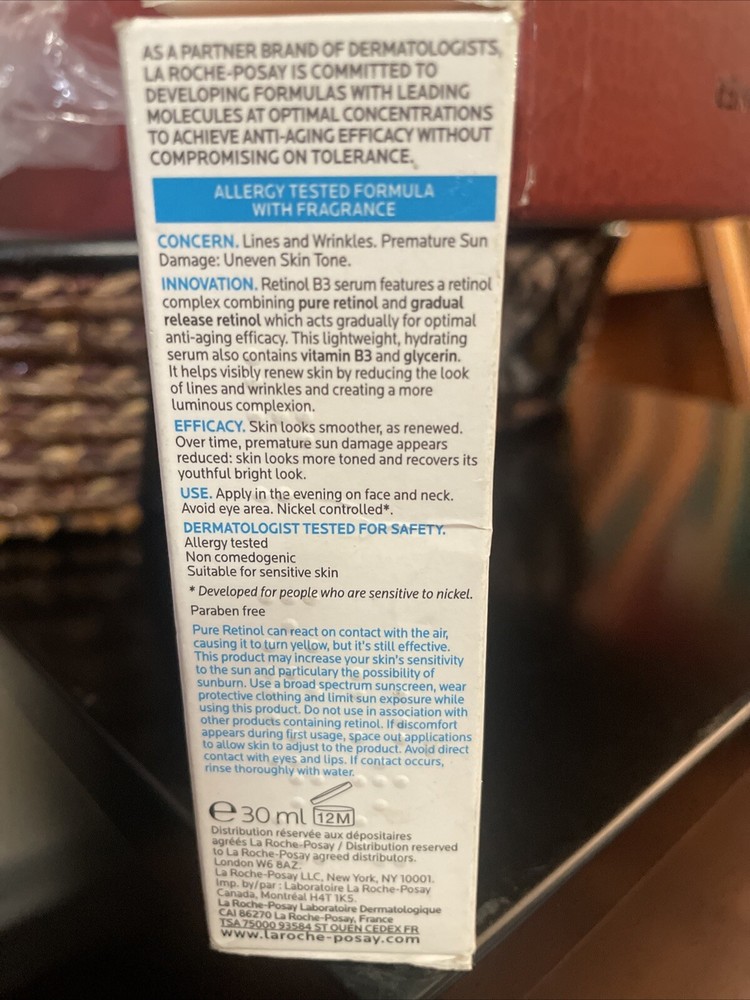 AS A PARTNER BRAND OF DERMATOLOGISTS,
LA ROCHE-POSAY IS COMMITTED TO
DEVELOPING FORMULAS WITH LEADING
MOLECULES AT OPTIMAL CONCENTRATIONS
TO ACHIEVE ANTI-AGING EFFICACY WITHOUT
COMPROMISING ON TOLERANCE.
ALLERGY TESTED FORMULA
WITH FRAGRANCE
CONCERN. Lines and Wrinkles. Premature Sun
Damage: Uneven Skin Tone.
INNOVATION. Retinol B3 serum features a retinol
complex combining pure retinol and gradual
release retinol which acts gradually for optimal
anti-aging efficacy. This lightweight, hydrating
serum also contains vitamin B3 and glycerin.
It helps visibly renew skin by reducing the look
of lines and wrinkles and creating a more
luminous complexion.
EFFICACY. Skin looks smoother, as renewed.
Over time, premature sun damage appears
reduced: skin looks more toned and recovers its
youthful bright look.
USE. Apply in the evening on face and neck.
Avoid eye area. Nickel controlled*.
DERMATOLOGIST TESTED FOR SAFETY.
Allergy tested
Non comedogenic
Suitable for sensitive skin
* Developed for people who are sensitive to nickel.
Paraben free
Pure Retinol can react on contact with the air,
causing it to turn yellow, but it's still effective.
This product may increase your skin's sensitivity
to the sun and particulary the possibility of
sunburn. Use a broad spectrum sunscreen, wear
protective clothing and limit sun exposure while
using this product. Do not use in association with
other products containing retinol. If discomfort
appears during first usage, space out applications
to allow skin to adjust to the product. Avoid direct
contact with eyes and lips. If contact occurs,
rinse thoroughly with water.
℮ 30 ml 12M
Distribution réservée aux dépositaires
agréés La Roche-Posay / Distribution reserved
to La Roche-Posay agreed distributors.
London W6 8AZ.
La Roche-Posay LLC, New York, NY 10001.
Imp. by/par : Laboratoire La Roche-Posay
Canada, Montréal H4T 1K5.
La Roche-Posay Laboratoire Dermatologique
CAI 86270 La Roche-Posay, France
TSA 75000 93584 ST OUEN CEDEX FR
www.laroche-posay.com